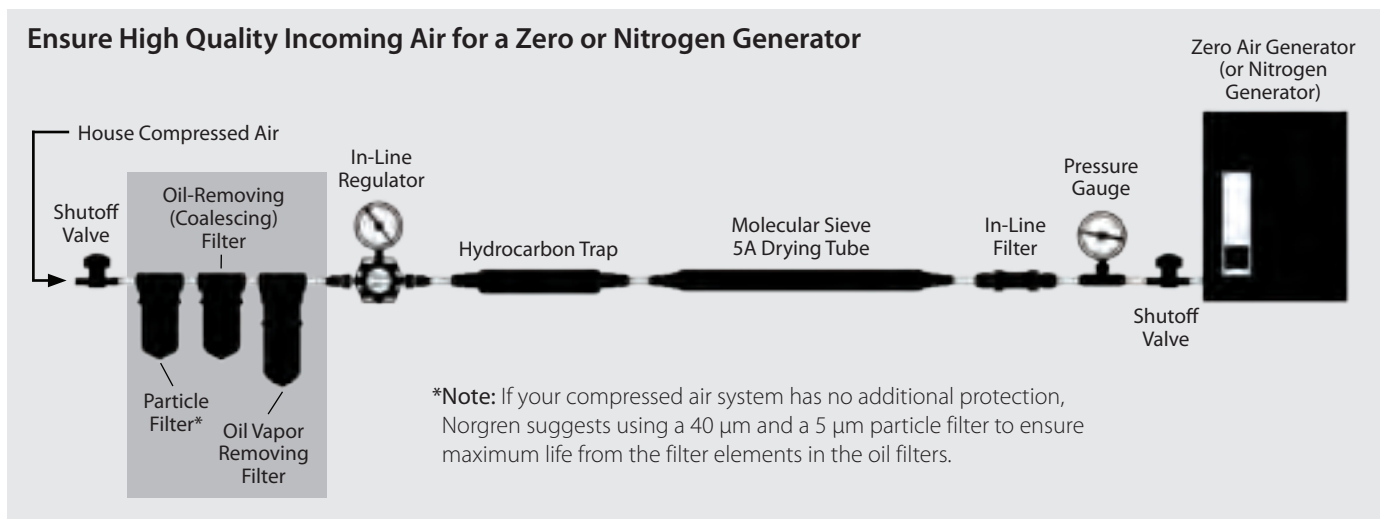 Ensure High Quality Incoming Air for a Zero or Nitrogen Generator
Zero Air Generator
(or Nitrogen
Generator)
House Compressed Air
Shutoff
Valve
Oil-Removing
(Coalescing)
Filter
In-Line
Regulator
Hydrocarbon Trap
Molecular Sieve
5A Drying Tube
In-Line
Filter
Pressure
Gauge
Shutoff
Valve
Particle
Filter*
Oil Vapor
Removing
Filter
*Note: If your compressed air system has no additional protection,
Norgren suggests using a 40 µm and a 5 µm particle filter to ensure
maximum life from the filter elements in the oil filters.